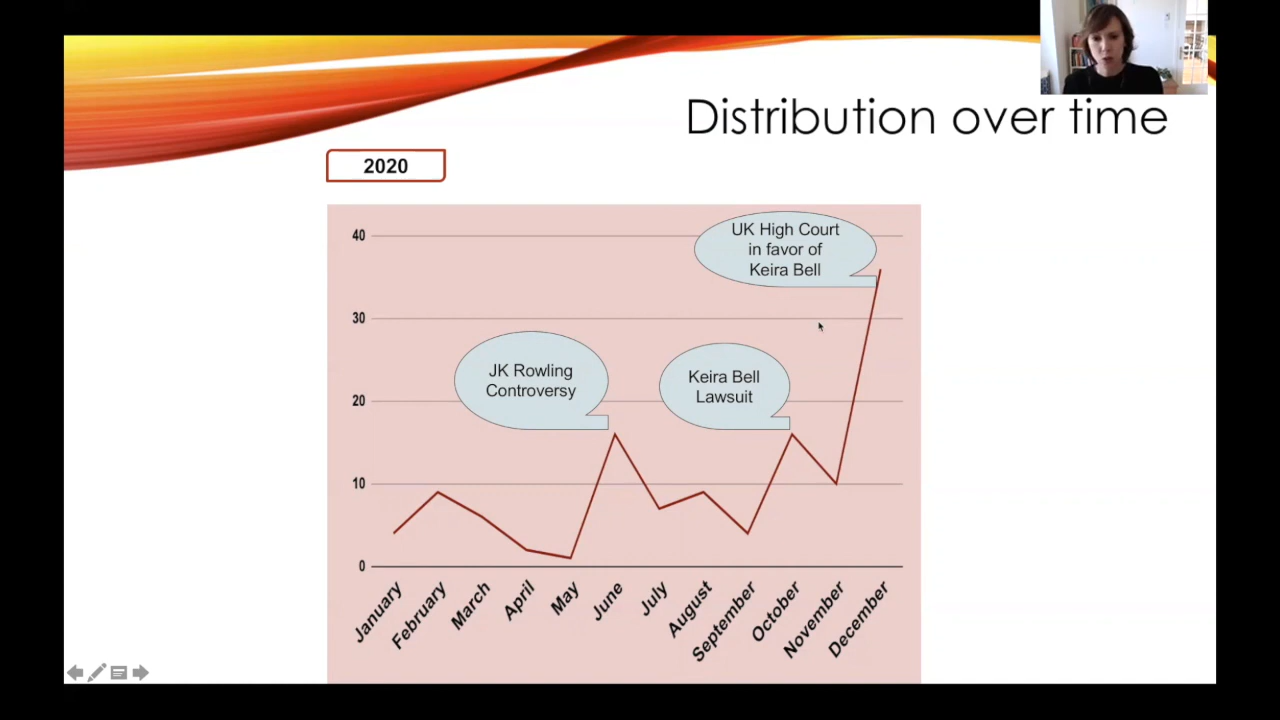 Distribution over time
2020
40
30
20
10
0
UK High Court
in favor of
Keira Bell
JK Rowling
Controversy
Keira Bell
Lawsuit
January
February
March
April
May
June
July
August
September
October
November
December